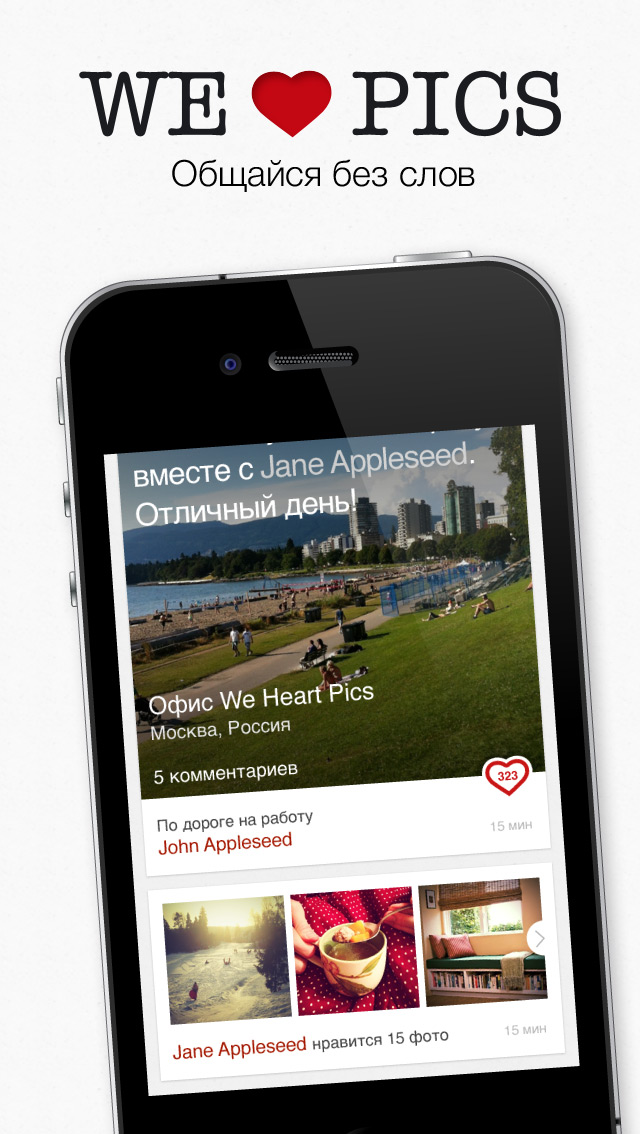 WE PICS
Общайся без слов
вместе с Jane Appleseed.
Отличный день!
Офис We Heart Pics
Москва, Россия
5 комментариев
323
По дороге на работу
15 мин
John Appleseed
Jane Appleseed нравится 15 фото
15 мин